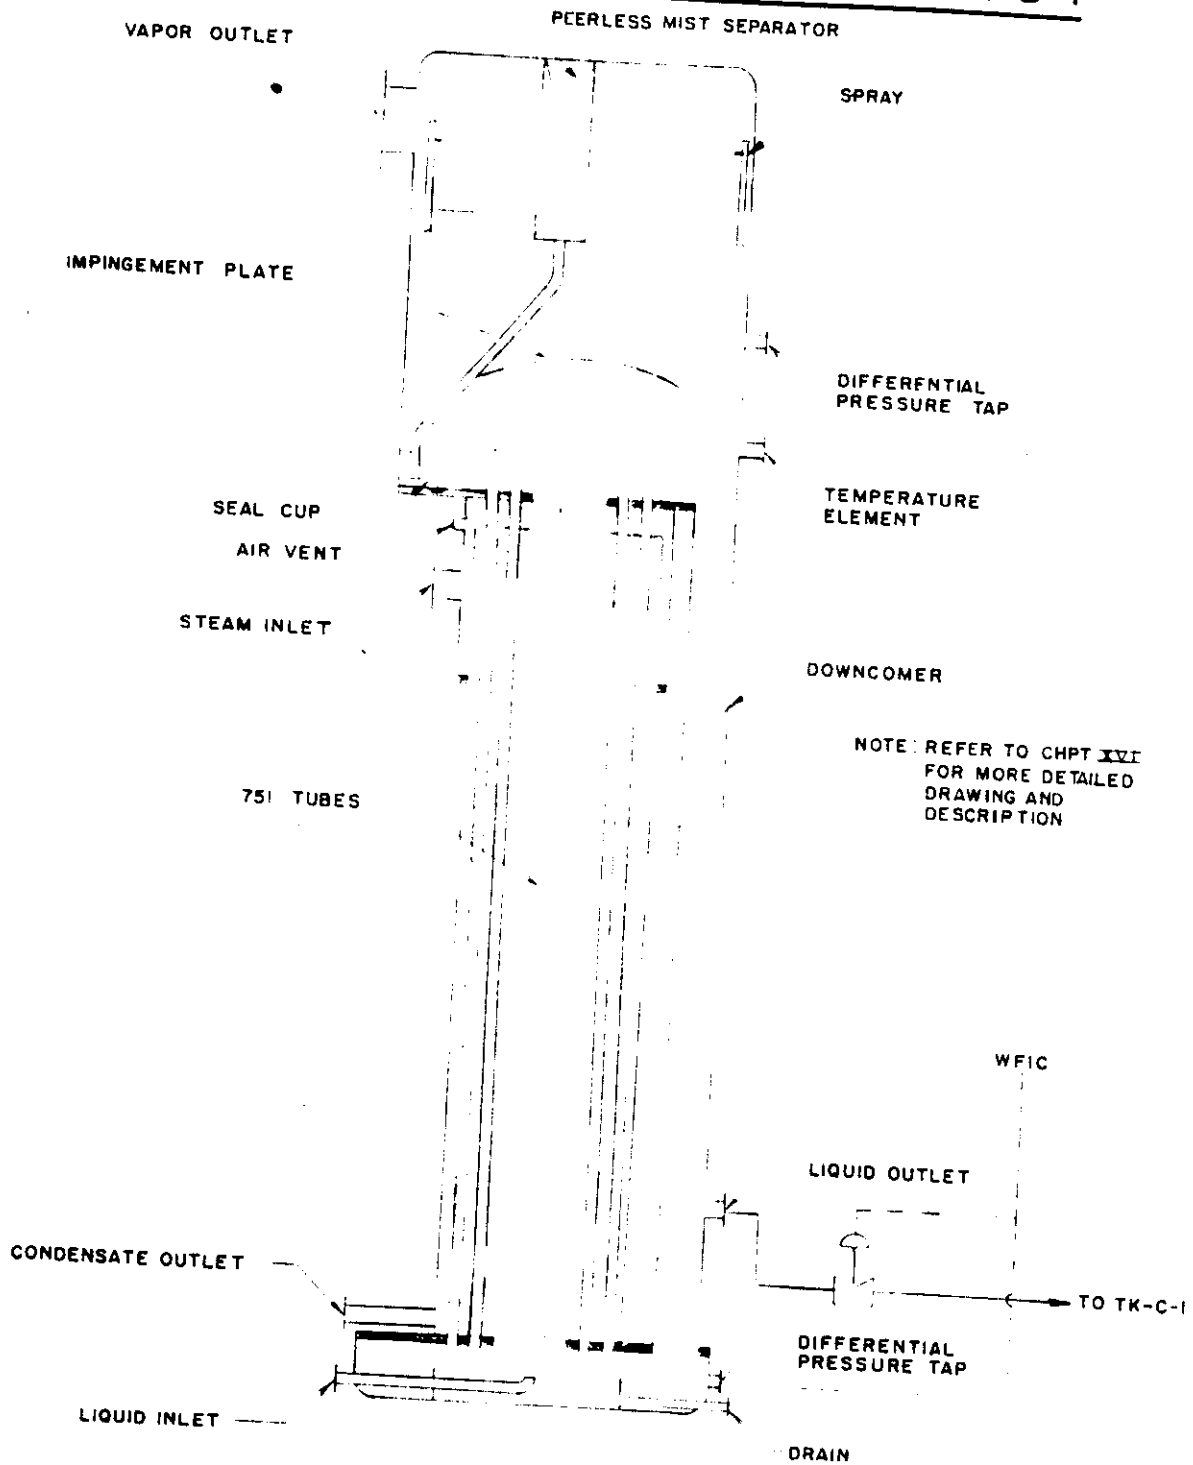 PEERLESS MIST SEPARATOR
VAPOR OUTLET
SPRAY
IMPINGEMENT PLATE
DIFFERENTIAL
PRESSURE TAP
TEMPERATURE
ELEMENT
SEAL CUP
AIR VENT
STEAM INLET
DOWNCOMER
NOTE: REFER TO CHPT XVI
FOR MORE DETAILED
DRAWING AND
DESCRIPTION
751 TUBES
WFIC
LIQUID OUTLET
CONDENSATE OUTLET
TO TK-C-1
DIFFERENTIAL
PRESSURE TAP
LIQUID INLET
DRAIN